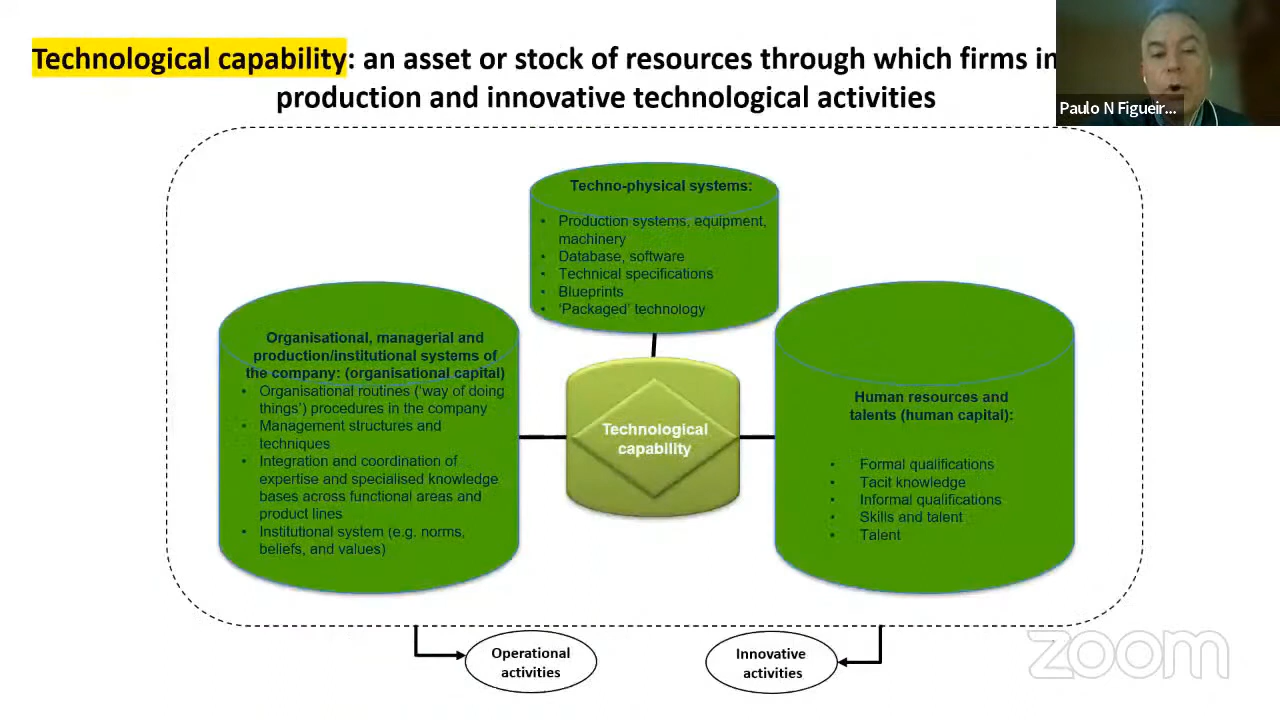 Technological capability: an asset or stock of resources through which firms
production and innovative technological activities
Paulo N Figueir...
Techno-physical systems:
• Production systems, equipment,
machinery
• Database, software
• Technical specifications
• Blueprints
• ‘Packaged’ technology
Organisational, managerial and
production/institutional systems of
the company: (organisational capital)
• Organisational routines (‘way of doing
things’) procedures in the company
• Management structures and
techniques
• Integration and coordination of
expertise and specialised knowledge
bases across functional areas and
product lines
• Institutional system (e.g. norms,
beliefs, and values)
Technological
capability
Human resources and
talents (human capital):
• Formal qualifications
• Tacit knowledge
• Informal qualifications
• Skills and talent
• Talent
Operational
activities
Innovative
activities
zoom